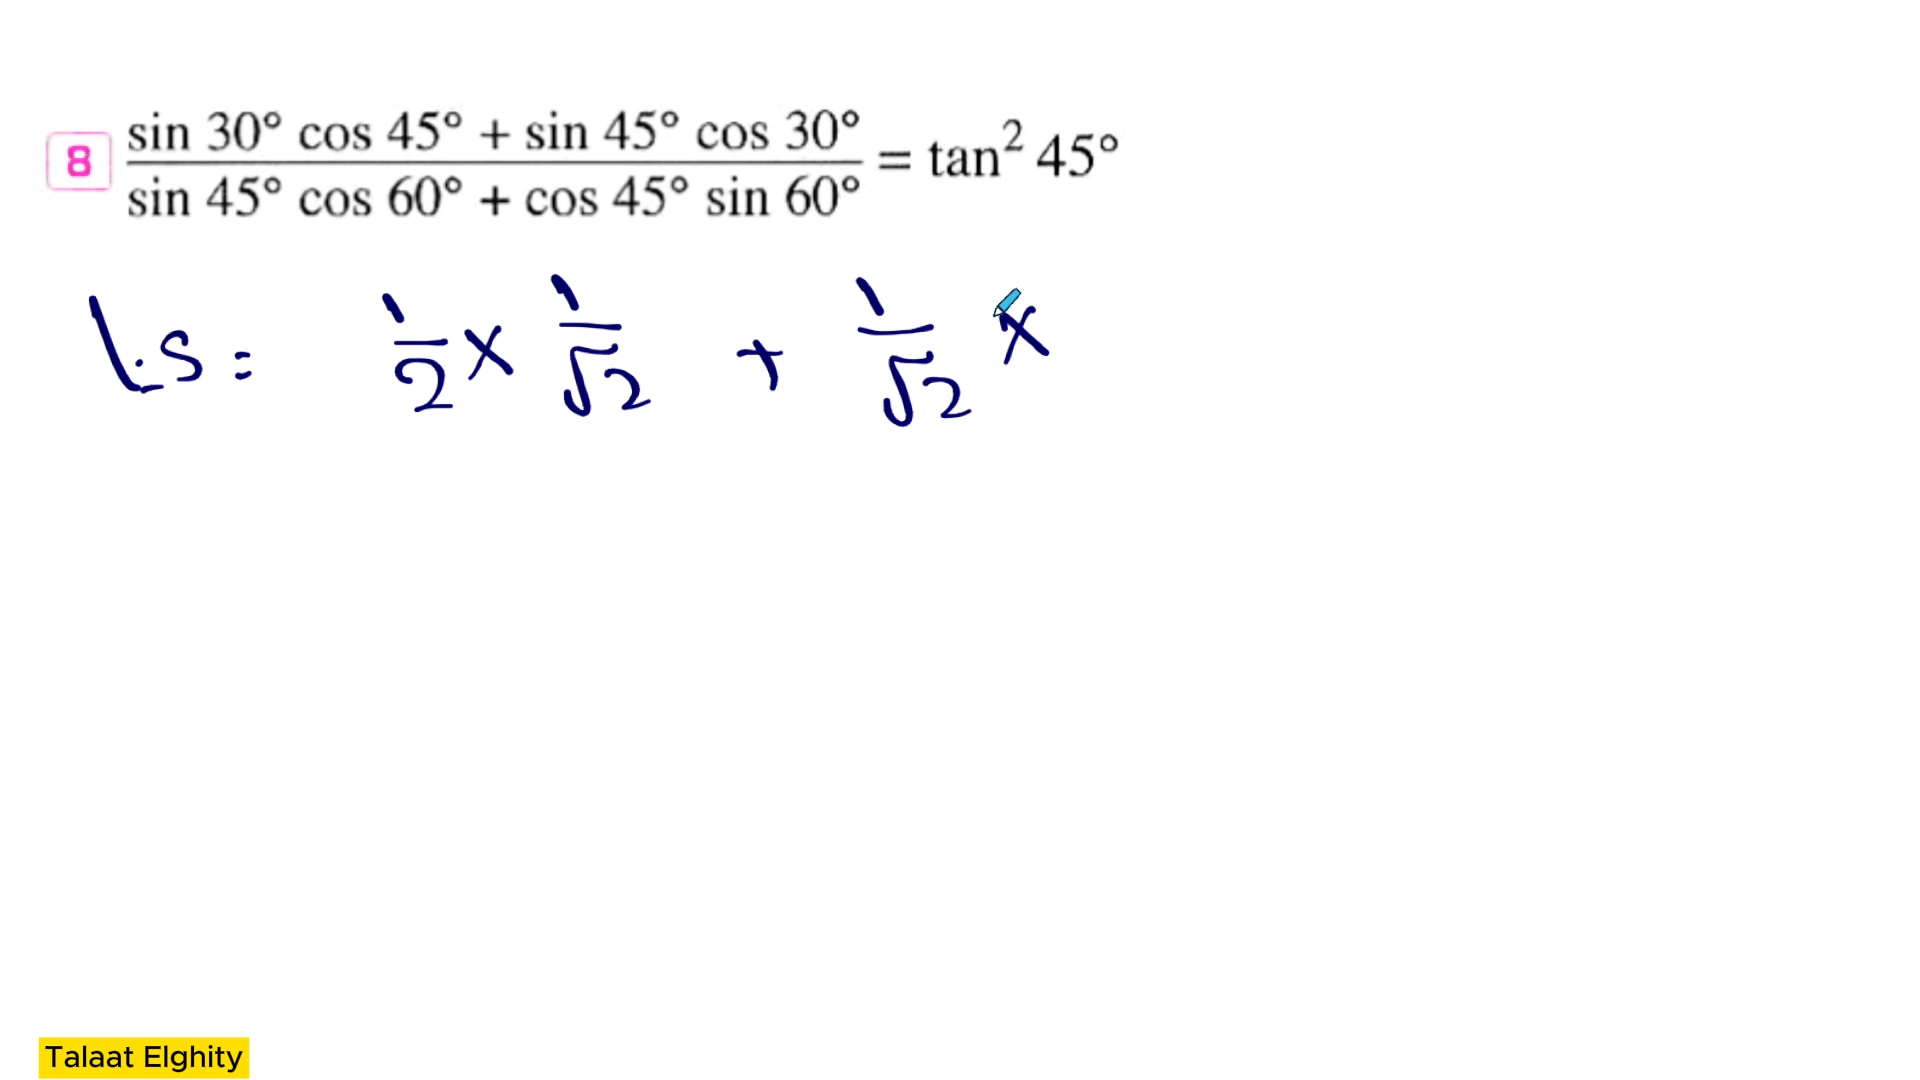 8 (sin 30° cos 45° + sin 45° cos 30°) / (sin 45° cos 60° + cos 45° sin 60°) = tan² 45°
L.S = 1/2 × 1/√2 + 1/√2 ×
Talaat Elghity